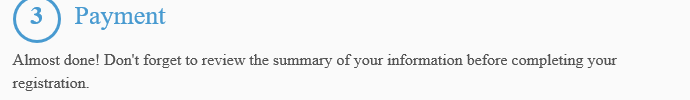 3 Payment
Almost done! Don't forget to review the summary of your information before completing your
registration.